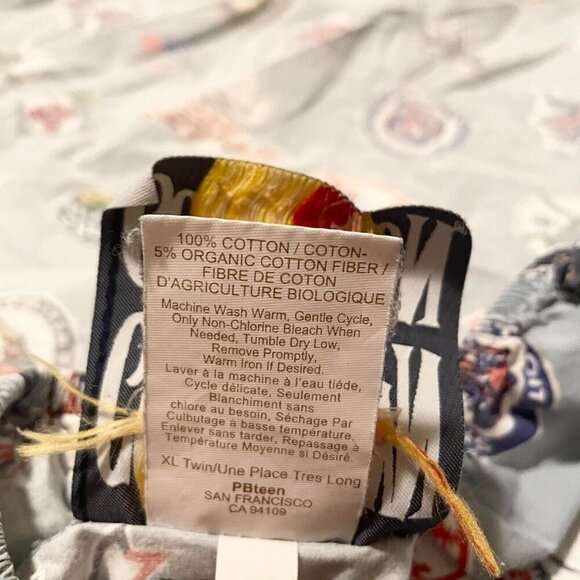 100% COTTON / COTON-
5% ORGANIC COTTON FIBER /
FIBRE DE COTON
D'AGRICULTURE BIOLOGIQUE
Machine Wash Warm, Gentle Cycle,
Only Non-Chlorine Bleach When
Needed, Tumble Dry Low,
Remove Promptly,
Warm Iron If Desired.
Laver à la machine à l'eau tiéde,
Cycle délicate, Seulement
Blanchiment sans
chlore au besoin, Séchage Par
Culbutage à basse température,
Enlever sans tarder, Repassage à
Température Moyenne si Désiré.
XL Twin/Une Place Tres Long
PBteen
SAN FRANCISCO
CA 94109